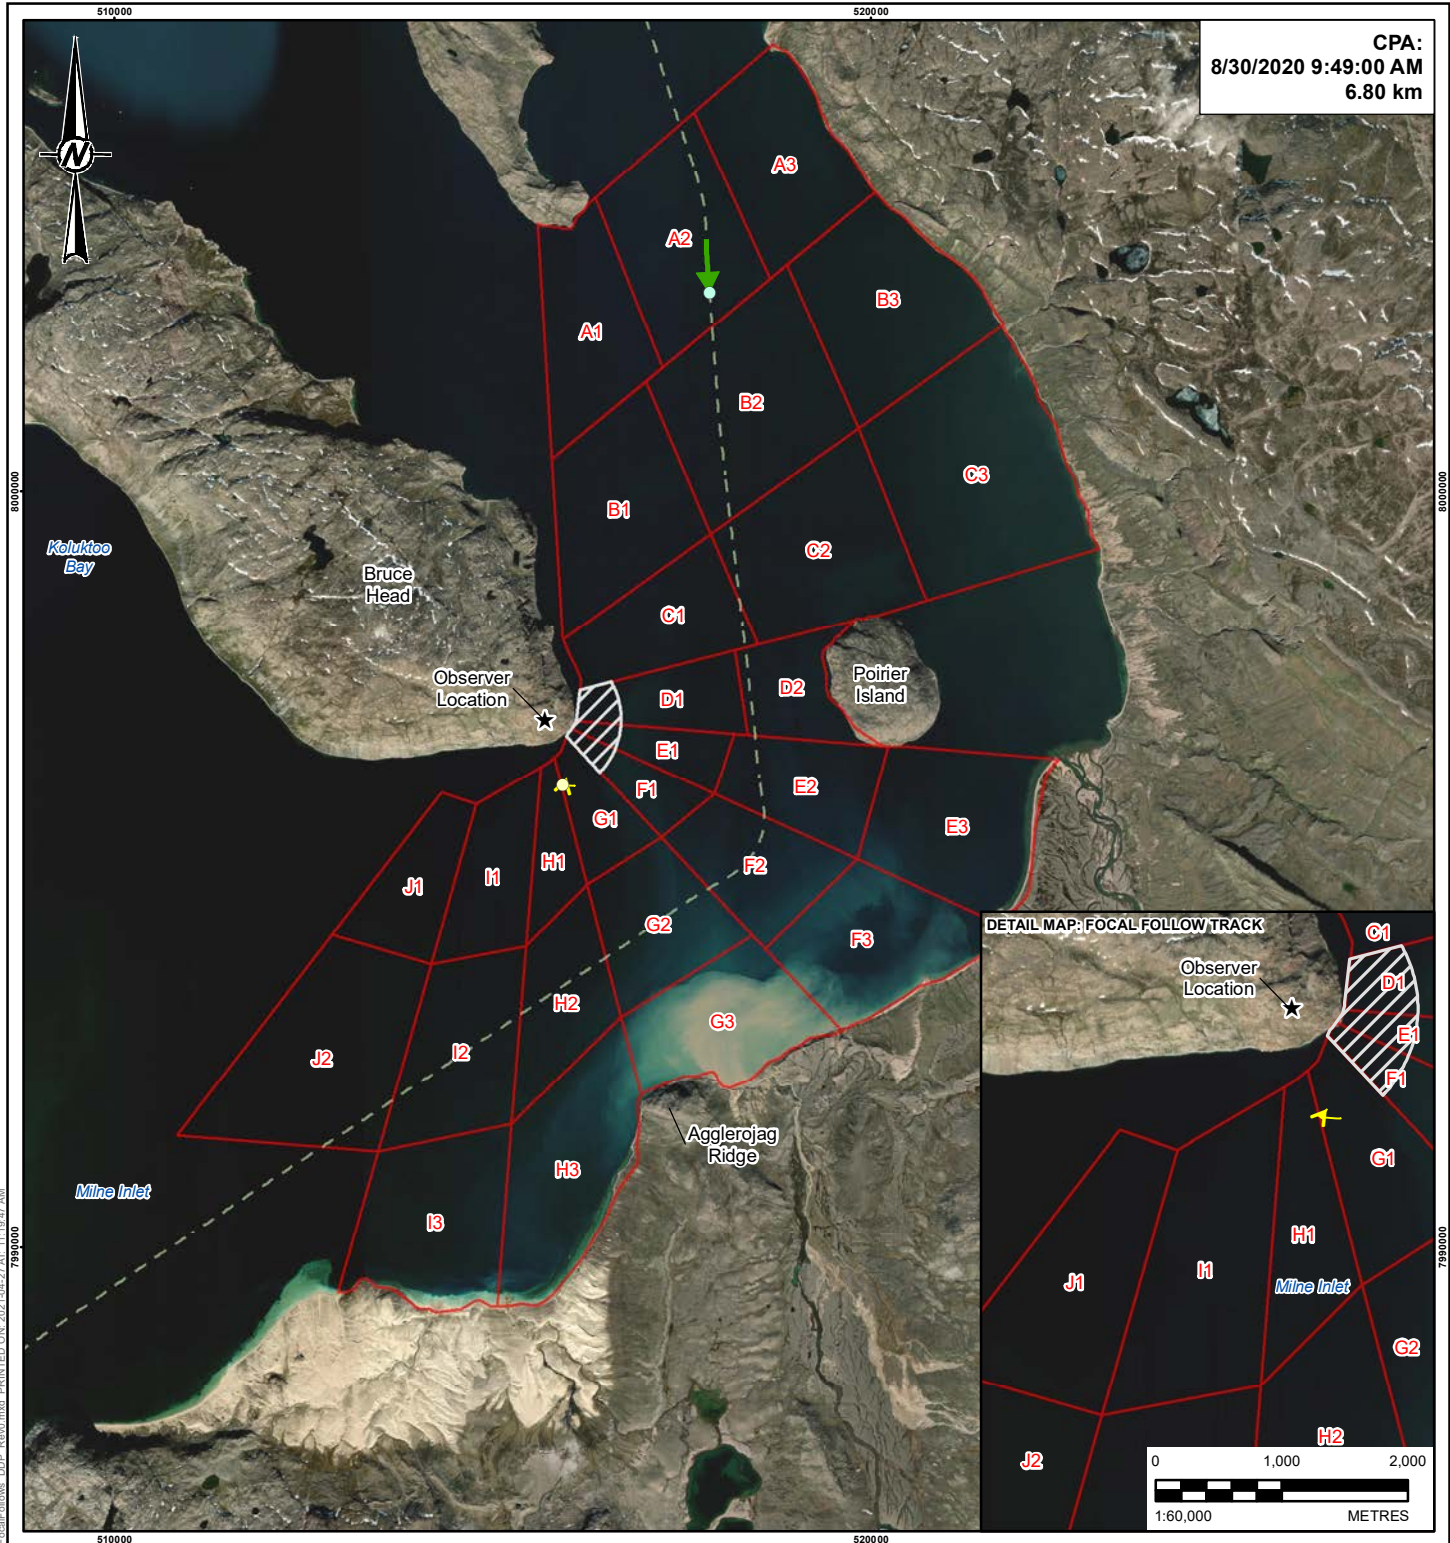 510000
520000
CPA:
8/30/2020 9:49:00 AM
6.80 km
N
A3
A2
B3
A1
B2
C3
8000000
8000000
B1
Koluktoo
Bay
C2
Bruce
Head
C1
Observer
Location
Poirier
Island
D2
D1
E1
E2
F1
G1
E3
H1
F2
I1
J1
G2
F3
H2
G3
I2
J2
Agglerojag
Ridge
H3
Milne Inlet
I3
7990000
DETAIL MAP: FOCAL FOLLOW TRACK
C1
Observer
Location
D1
E1
F1
G1
H1
I1
J1
Milne Inlet
G2
H2
J2
0 1,000 2,000
1:60,000 METRES
7990000
510000
520000